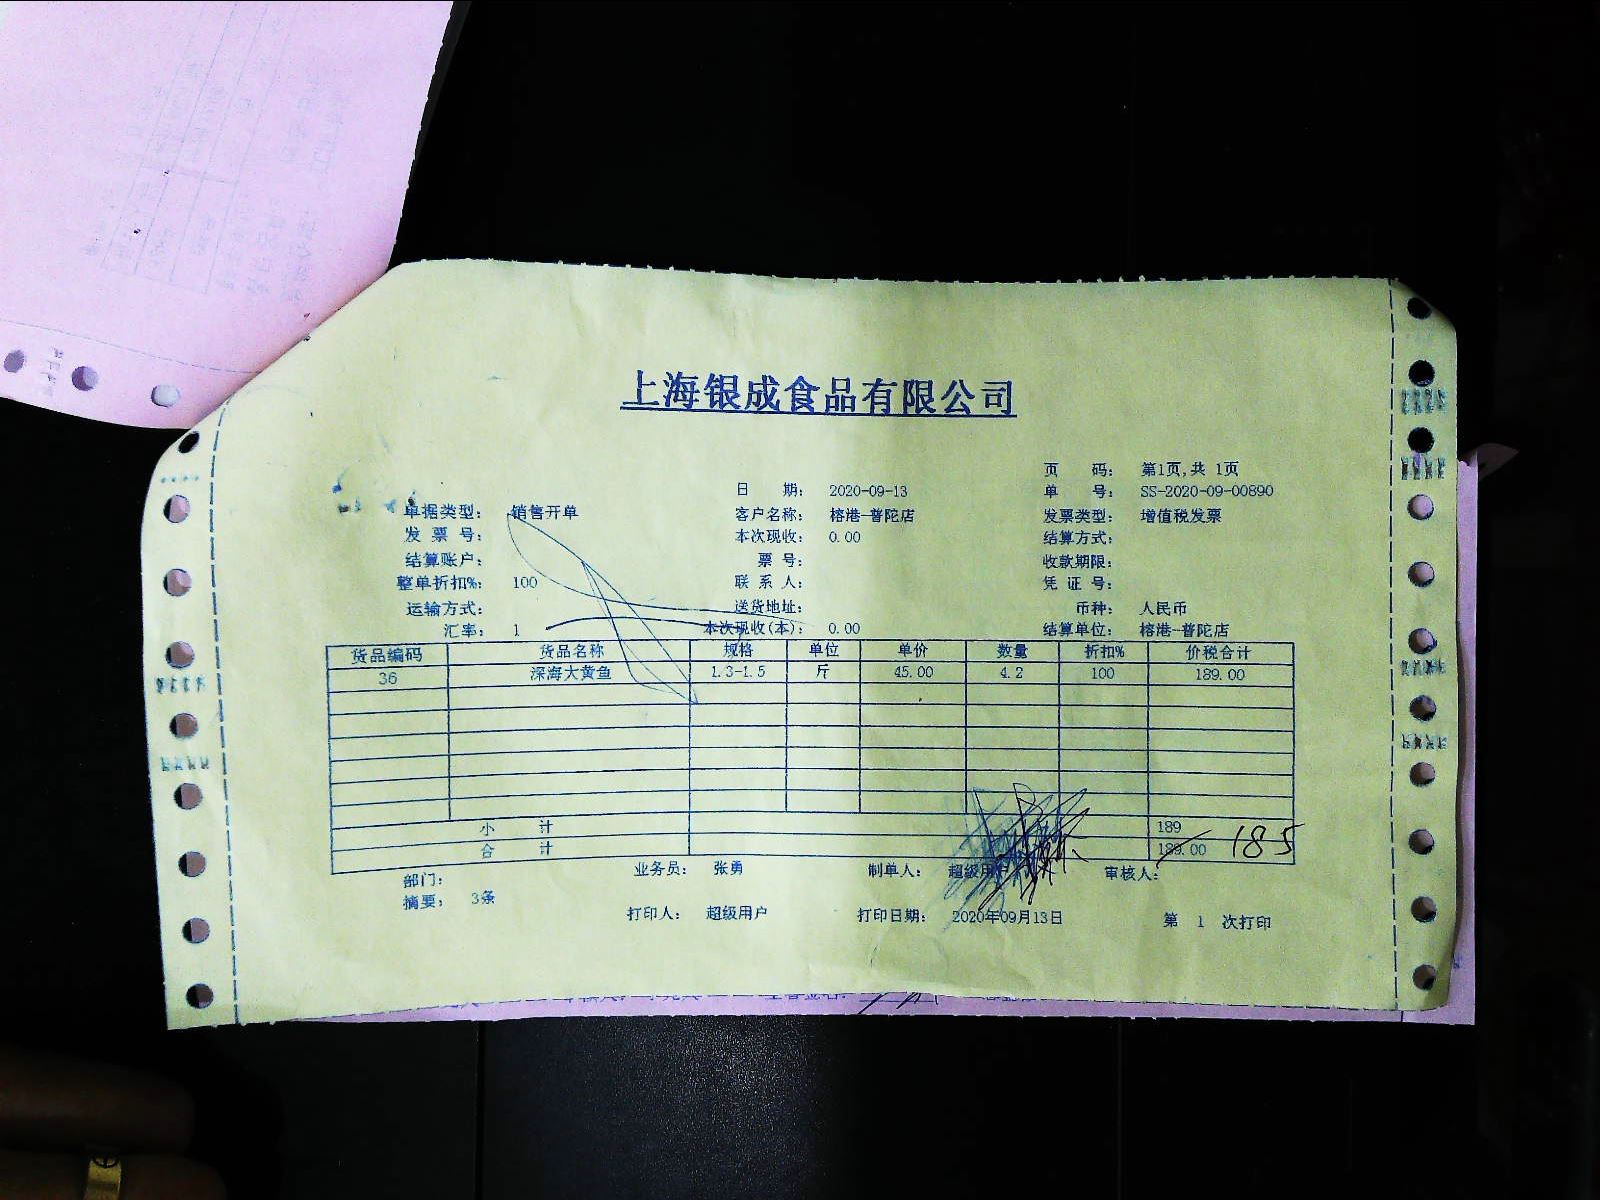 上海银成食品有限公司
页 码： 第1页,共 1页
日 期： 2020-09-13 单 号： SS-2020-09-00890
单据类型： 销售开单 客户名称： 榕港-普陀店 发票类型： 增值税发票
发 票 号： 本次现收： 0.00 结算方式：
结算账户： 票 号： 收款期限：
整单折扣%： 100 联 系 人： 凭 证 号：
运输方式： 送货地址： 币种： 人民币
汇率： 1 本次现收(本)： 0.00 结算单位： 榕港-普陀店
货品编码 货品名称 规格 单位 单价 数量 折扣% 价税合计
36 深海大黄鱼 1.3-1.5 斤 45.00 4.2 100 189.00
小 计 189
合 计 189.00 185
部门： 业务员： 张勇 制单人： 超级用户 审核人：
摘要： 3条 打印人： 超级用户 打印日期： 2020年09月13日 第 1 次打印